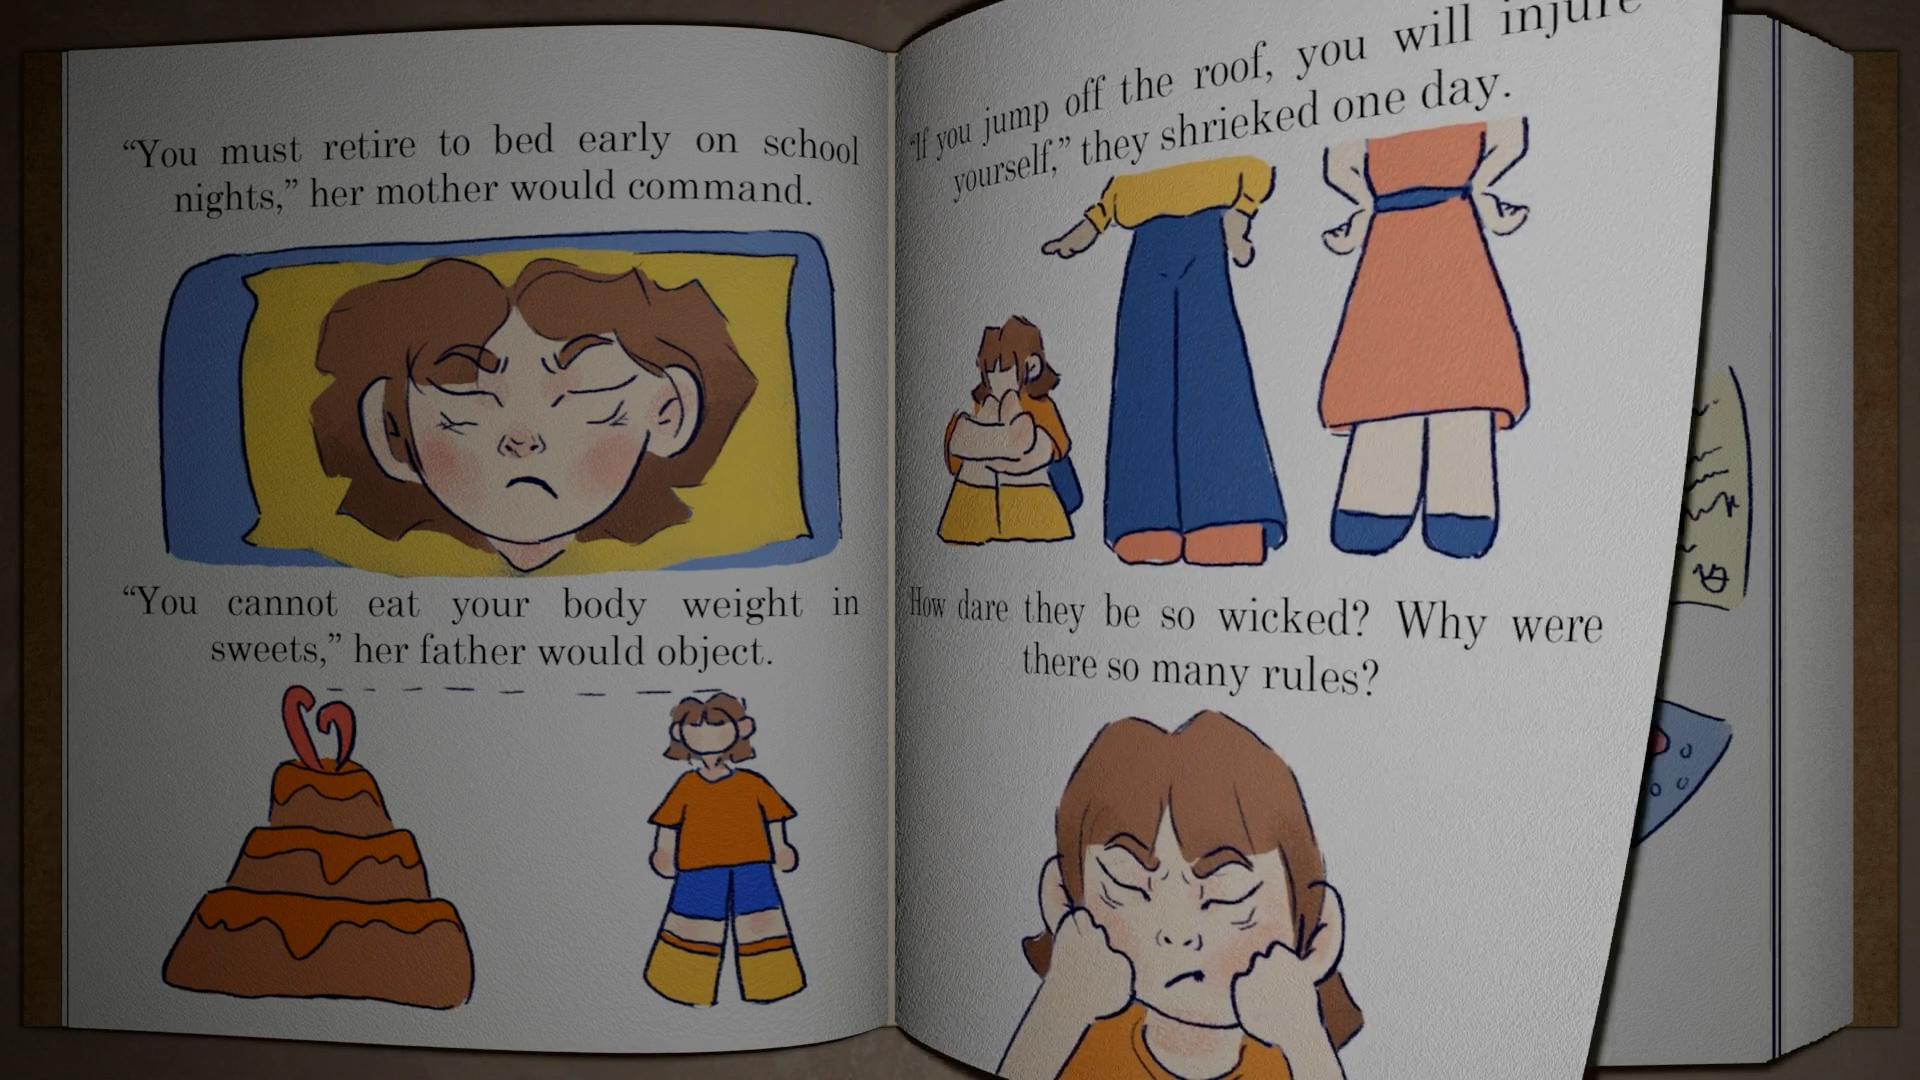 “You must retire to bed early on school
nights,” her mother would command.
“You cannot eat your body weight in
sweets,” her father would object.
“If you jump off the roof, you will injure
yourself,” they shrieked one day.
How dare they be so wicked? Why were
there so many rules?